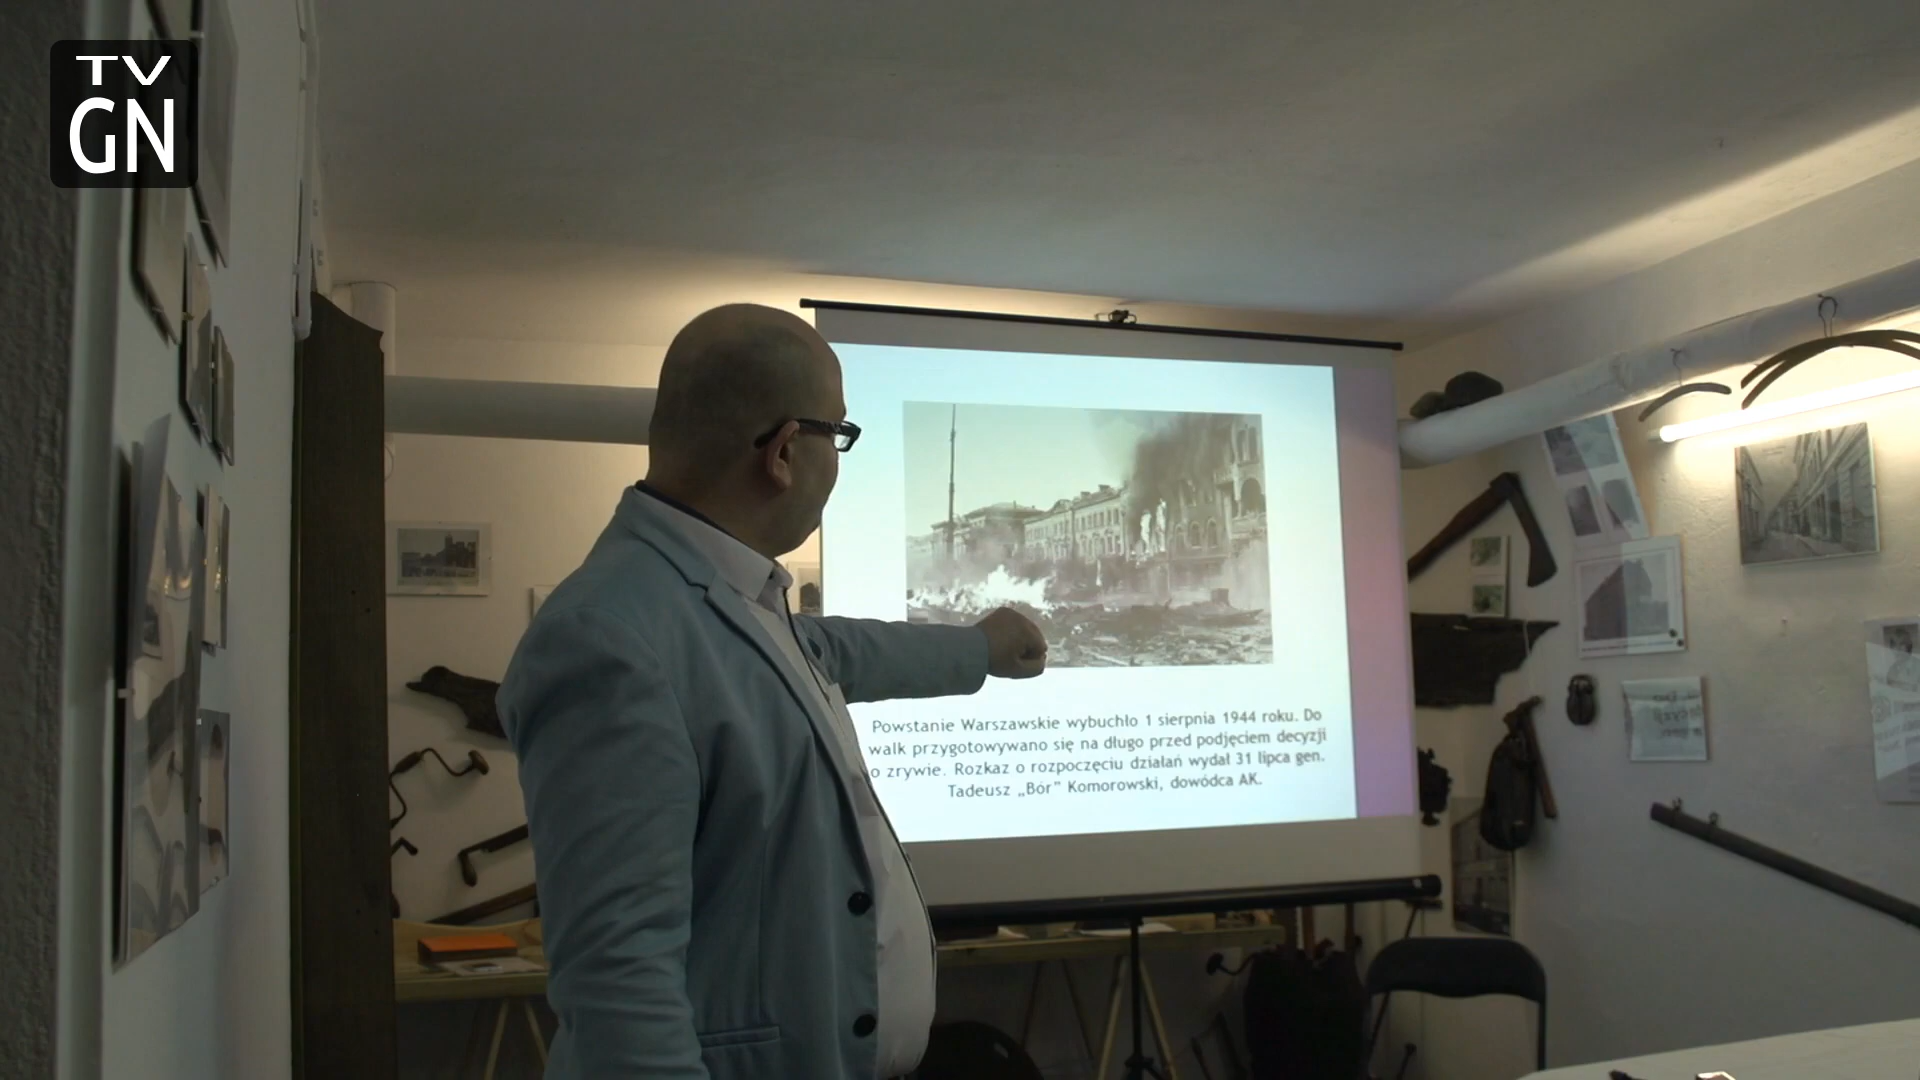 TV
GN
Powstanie Warszawskie wybuchło 1 sierpnia 1944 roku. Do
walk przygotowywano się na długo przed podjęciem decyzji
o zrywie. Rozkaz o rozpoczęciu działań wydał 31 lipca gen.
Tadeusz „Bór” Komorowski, dowódca AK.